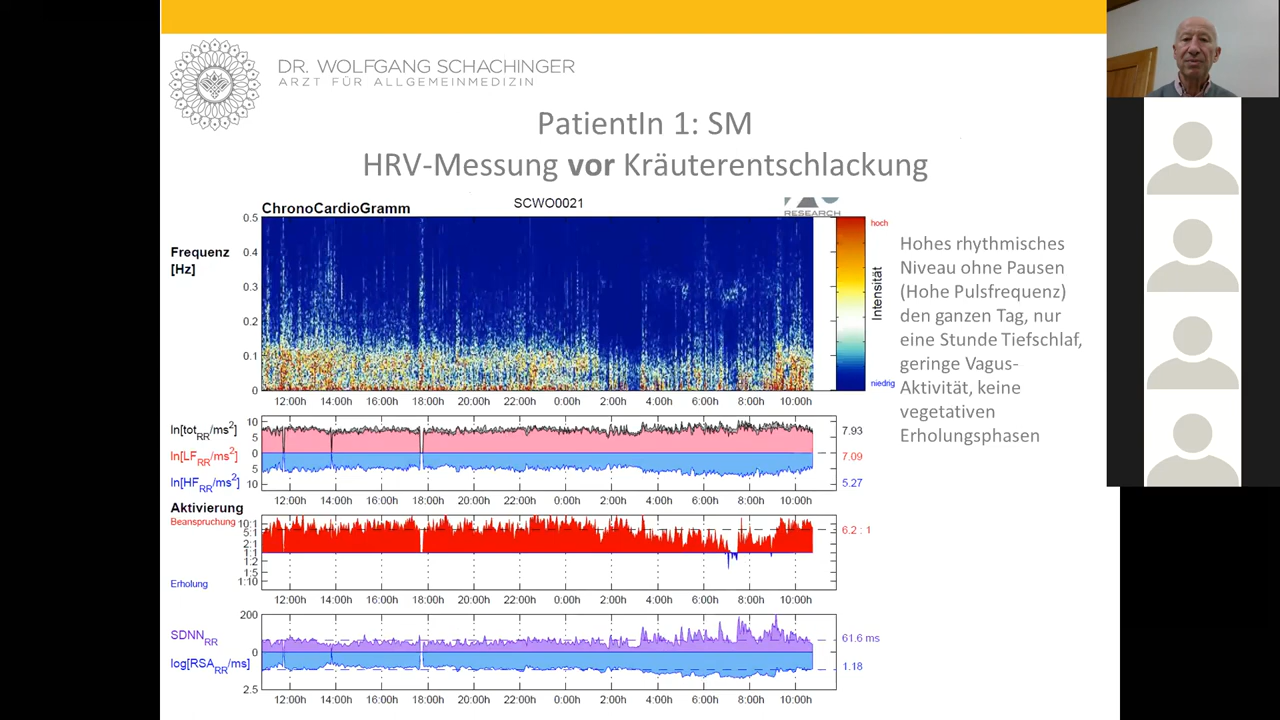 DR. WOLFGANG SCHACHINGER
ARZT FÜR ALLGEMEINMEDIZIN
PatientIn 1: SM
HRV-Messung vor Kräuterentschlackung
ChronoCardioGramm
SCWO0021
RESEARCH
Frequenz
[Hz]
0.5
0.4
0.3
0.2
0.1
0
12:00h 14:00h 16:00h 18:00h 20:00h 22:00h 0:00h 2:00h 4:00h 6:00h 8:00h 10:00h
hoch
Intensität
niedrig
Hohes rhythmisches
Niveau ohne Pausen
(Hohe Pulsfrequenz)
den ganzen Tag, nur
eine Stunde Tiefschlaf,
geringe Vagus-
Aktivität, keine
vegetativen
Erholungsphasen
ln[totRR/ms2] 10 7.93
5
ln[LFRR/ms2] 0 7.09
5
ln[HFRR/ms2] 10 5.27
12:00h 14:00h 16:00h 18:00h 20:00h 22:00h 0:00h 2:00h 4:00h 6:00h 8:00h 10:00h
Aktivierung
Beanspruchung 10:1
5:1 6.2 : 1
2:1
1:1
1:2
1:5
Erholung 1:10
12:00h 14:00h 16:00h 18:00h 20:00h 22:00h 0:00h 2:00h 4:00h 6:00h 8:00h 10:00h
200
SDNNRR 61.6 ms
0
log[RSARR/ms] 1.18
2.5
12:00h 14:00h 16:00h 18:00h 20:00h 22:00h 0:00h 2:00h 4:00h 6:00h 8:00h 10:00h